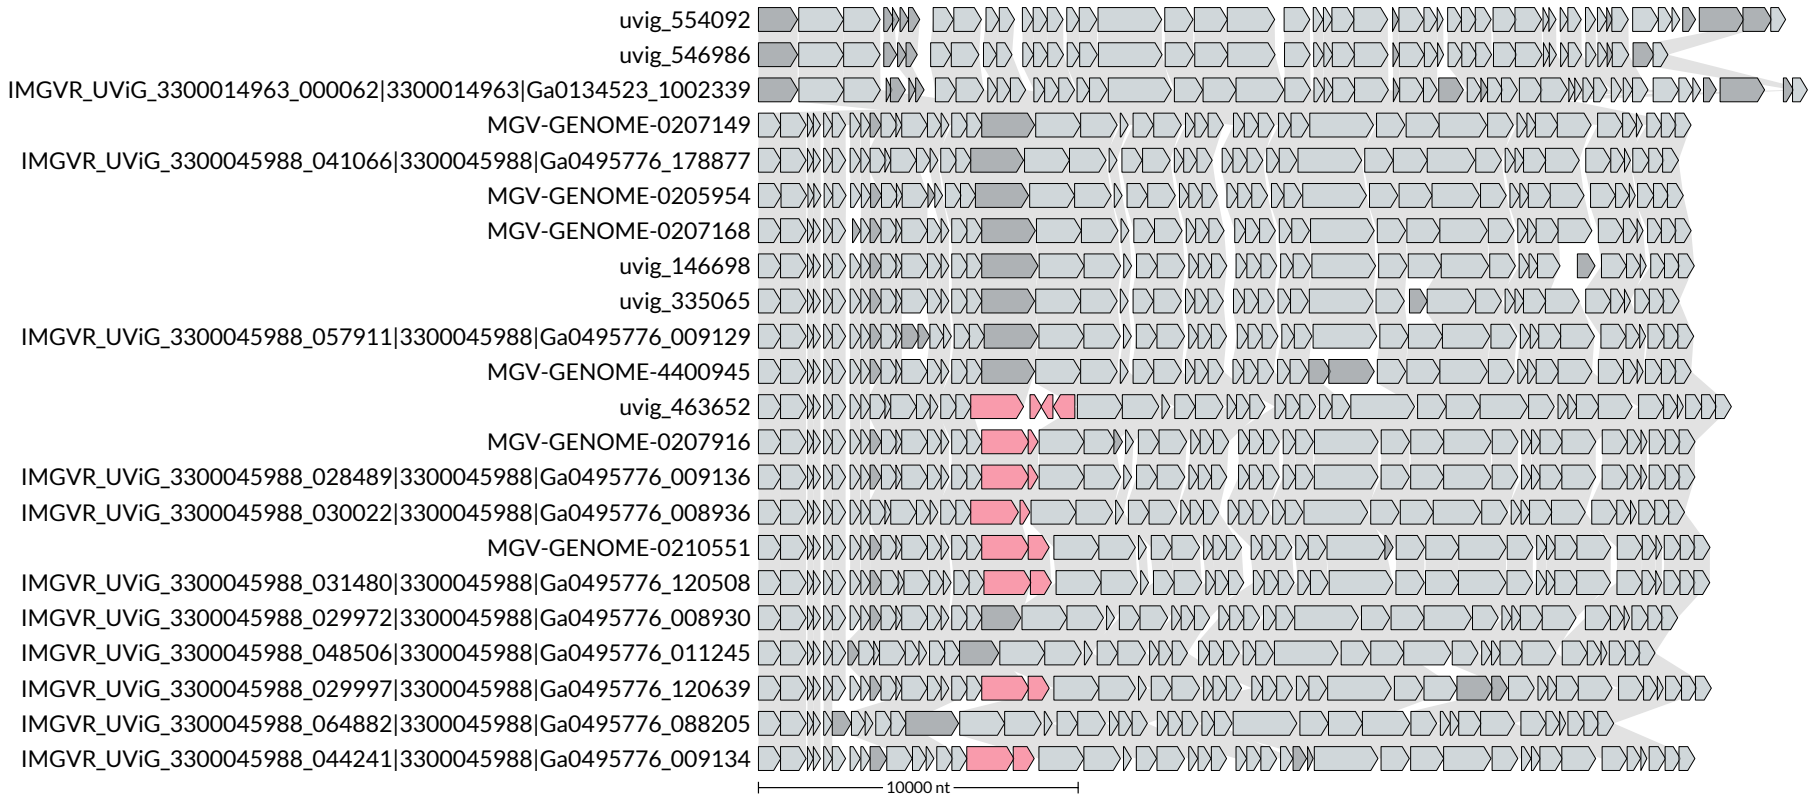 uvig_554092
uvig_546986
IMGVR_UViG_3300014963_000062|3300014963|Ga0134523_1002339
MGV-GENOME-0207149
IMGVR_UViG_3300045988_041066|3300045988|Ga0495776_178877
MGV-GENOME-0205954
MGV-GENOME-0207168
uvig_146698
uvig_335065
IMGVR_UViG_3300045988_057911|3300045988|Ga0495776_009129
MGV-GENOME-4400945
uvig_463652
MGV-GENOME-0207916
IMGVR_UViG_3300045988_028489|3300045988|Ga0495776_009136
IMGVR_UViG_3300045988_030022|3300045988|Ga0495776_008936
MGV-GENOME-0210551
IMGVR_UViG_3300045988_031480|3300045988|Ga0495776_120508
IMGVR_UViG_3300045988_029972|3300045988|Ga0495776_008930
IMGVR_UViG_3300045988_048506|3300045988|Ga0495776_011245
IMGVR_UViG_3300045988_029997|3300045988|Ga0495776_120639
IMGVR_UViG_3300045988_064882|3300045988|Ga0495776_088205
IMGVR_UViG_3300045988_044241|3300045988|Ga0495776_009134
10000 nt